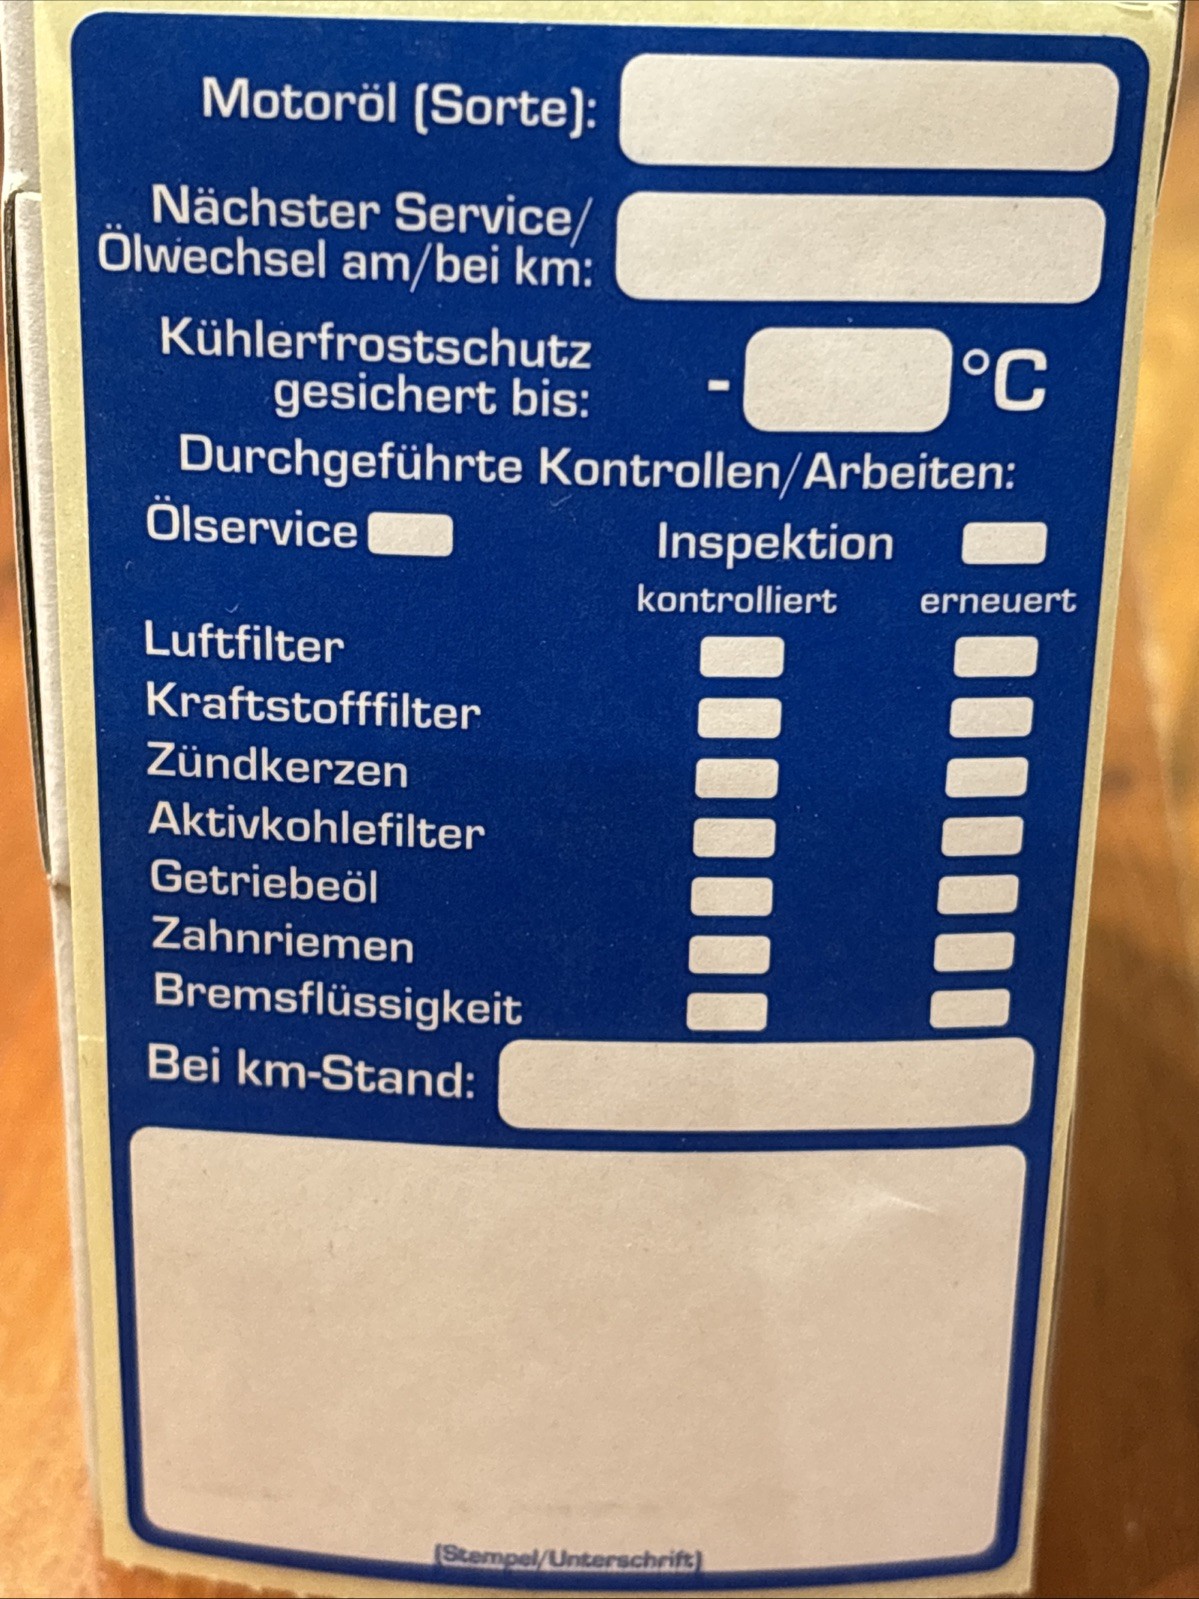 Motoröl (Sorte):
Nächster Service/
Ölwechsel am/bei km:
Kühlerfrostschutz
gesichert bis: - °C
Durchgeführte Kontrollen/Arbeiten:
Ölservice Inspektion
kontrolliert erneuert
Luftfilter
Kraftstofffilter
Zündkerzen
Aktivkohlefilter
Getriebeöl
Zahnriemen
Bremsflüssigkeit
Bei km-Stand:
(Stempel/Unterschrift)